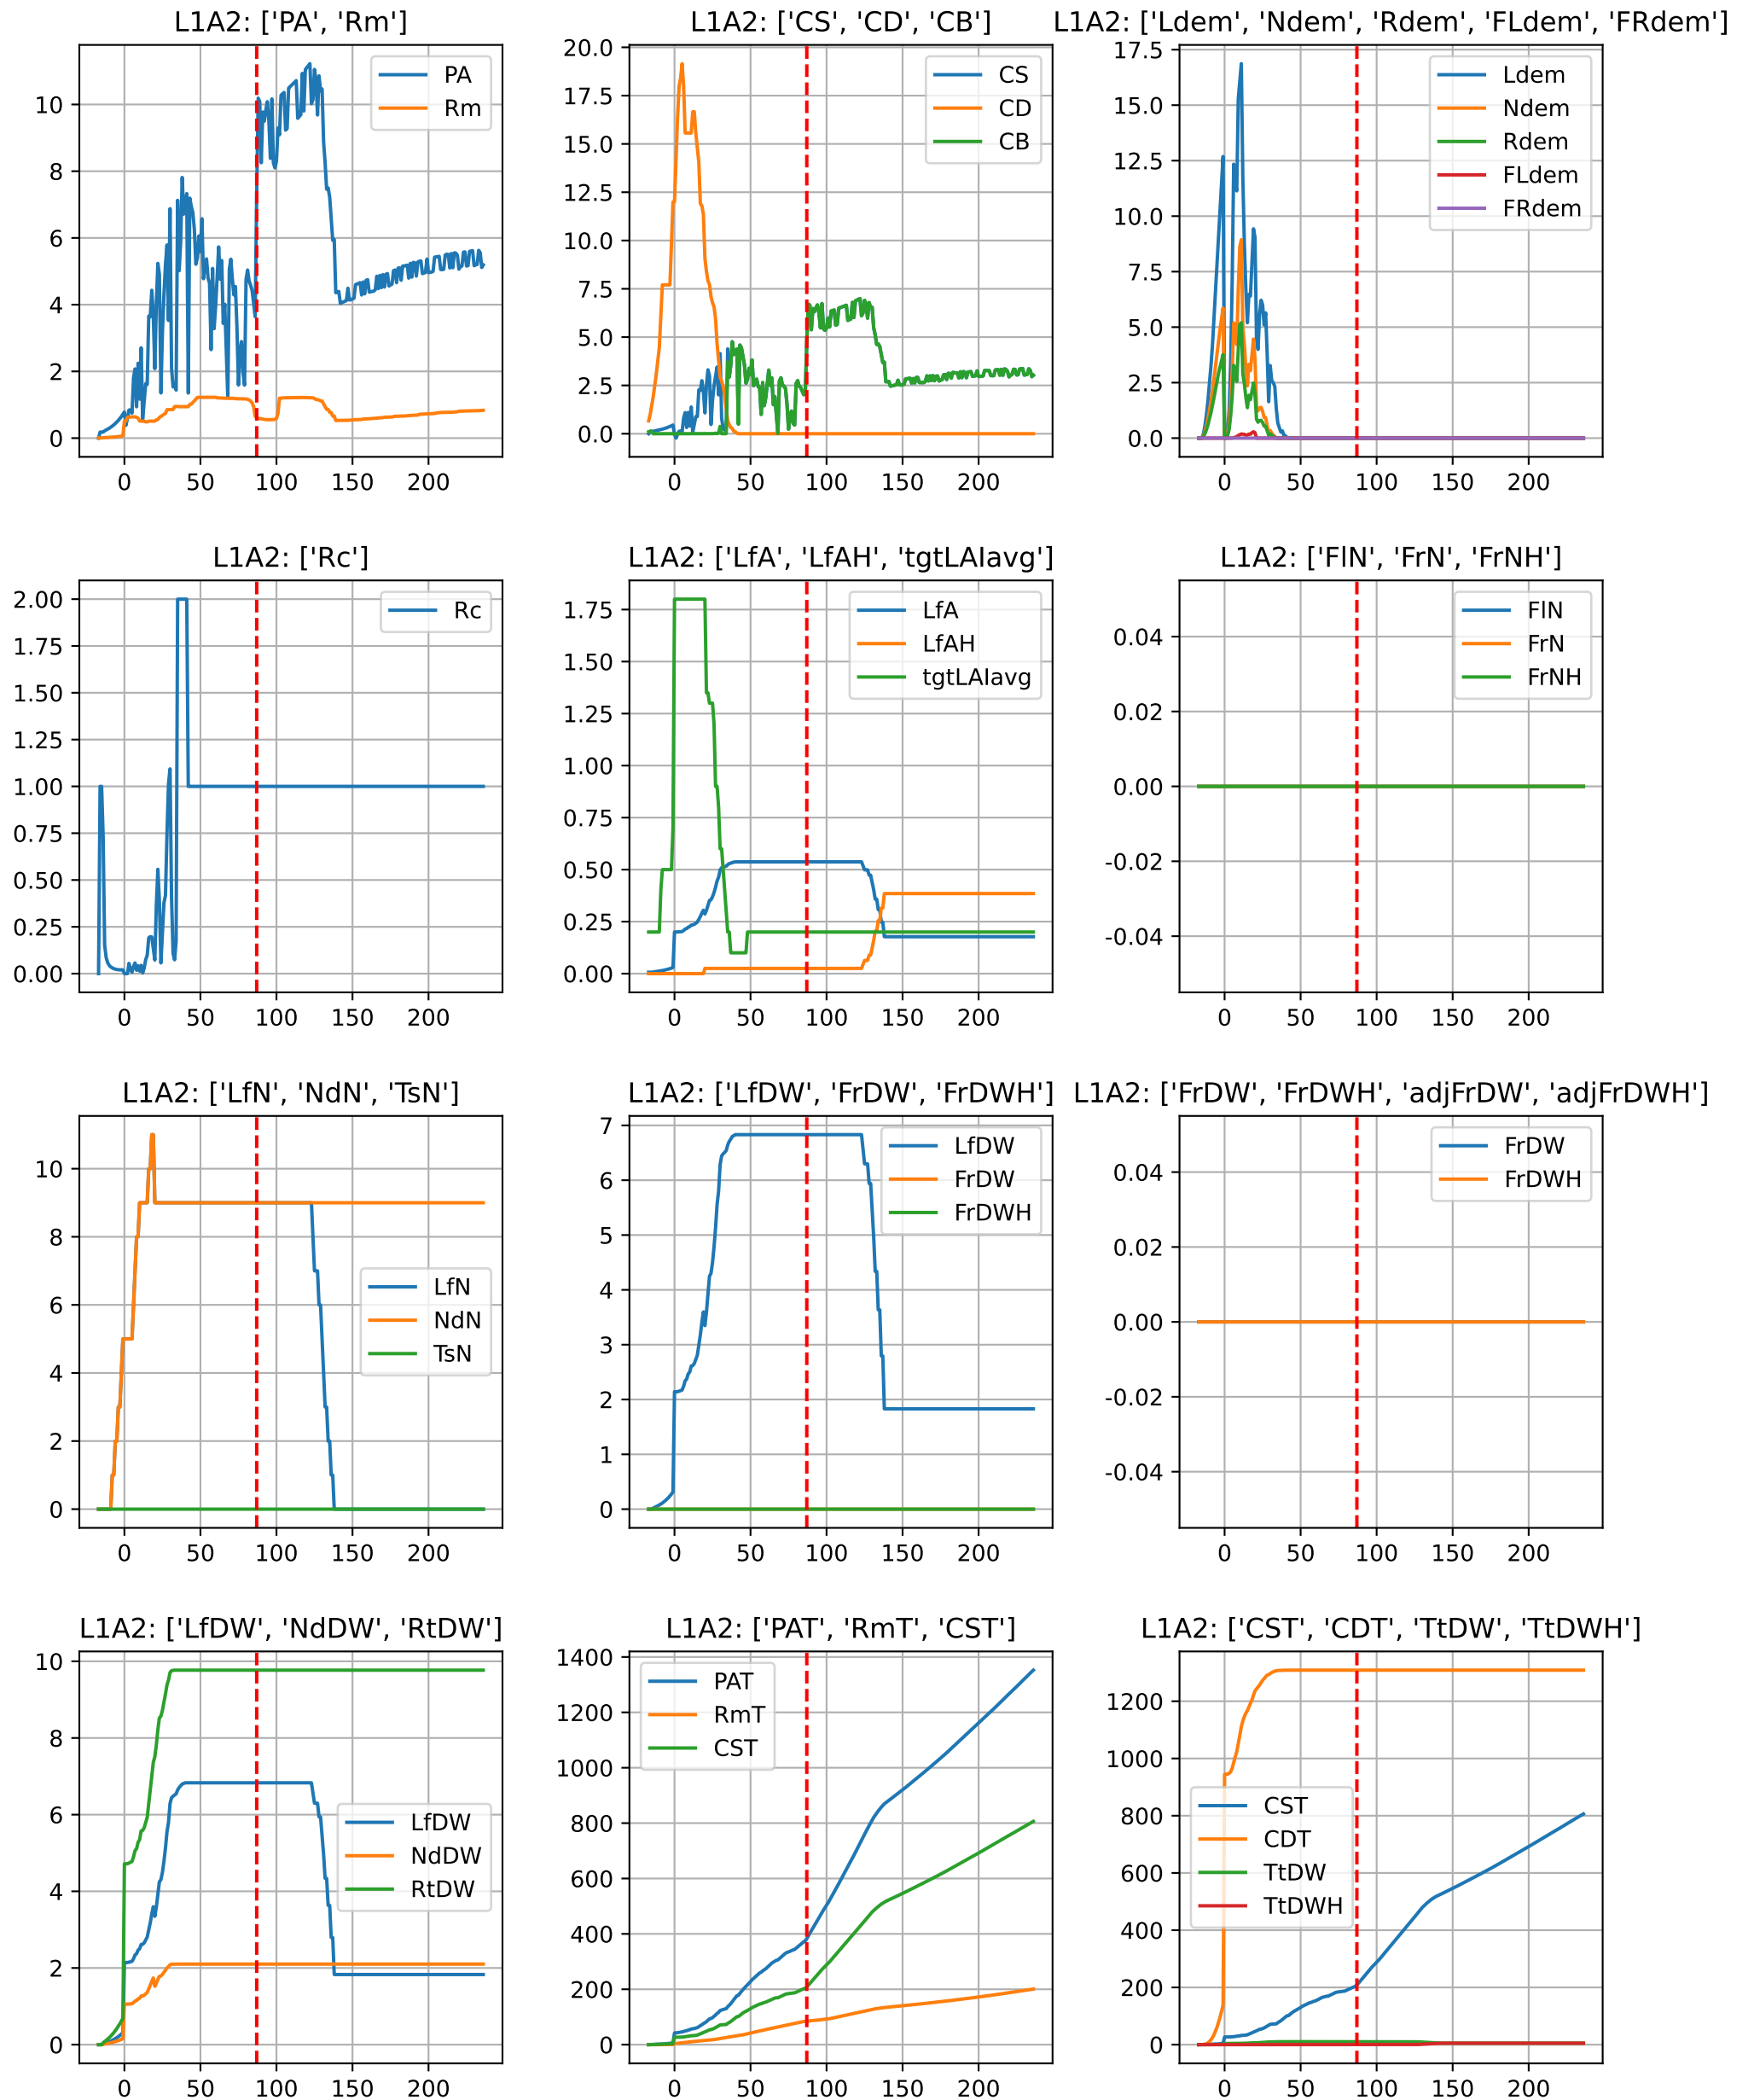 L1A2: ['PA', 'Rm']
PA
Rm
10
8
6
4
2
0
0 50 100 150 200
L1A2: ['CS', 'CD', 'CB']
CS
CD
CB
20.0
17.5
15.0
12.5
10.0
7.5
5.0
2.5
0.0
0 50 100 150 200
L1A2: ['Ldem', 'Ndem', 'Rdem', 'FLdem', 'FRdem']
Ldem
Ndem
Rdem
FLdem
FRdem
17.5
15.0
12.5
10.0
7.5
5.0
2.5
0.0
0 50 100 150 200
L1A2: ['Rc']
Rc
2.00
1.75
1.50
1.25
1.00
0.75
0.50
0.25
0.00
0 50 100 150 200
L1A2: ['LfA', 'LfAH', 'tgtLAIavg']
LfA
LfAH
tgtLAIavg
1.75
1.50
1.25
1.00
0.75
0.50
0.25
0.00
0 50 100 150 200
L1A2: ['FlN', 'FrN', 'FrNH']
FlN
FrN
FrNH
0.04
0.02
0.00
-0.02
-0.04
0 50 100 150 200
L1A2: ['LfN', 'NdN', 'TsN']
LfN
NdN
TsN
10
8
6
4
2
0
0 50 100 150 200
L1A2: ['LfDW', 'FrDW', 'FrDWH']
LfDW
FrDW
FrDWH
7
6
5
4
3
2
1
0
0 50 100 150 200
L1A2: ['FrDW', 'FrDWH', 'adjFrDW', 'adjFrDWH']
FrDW
FrDWH
0.04
0.02
0.00
-0.02
-0.04
0 50 100 150 200
L1A2: ['LfDW', 'NdDW', 'RtDW']
LfDW
NdDW
RtDW
10
8
6
4
2
0
0 50 100 150 200
L1A2: ['PAT', 'RmT', 'CST']
PAT
RmT
CST
1400
1200
1000
800
600
400
200
0
0 50 100 150 200
L1A2: ['CST', 'CDT', 'TtDW', 'TtDWH']
CST
CDT
TtDW
TtDWH
1200
1000
800
600
400
200
0
0 50 100 150 200